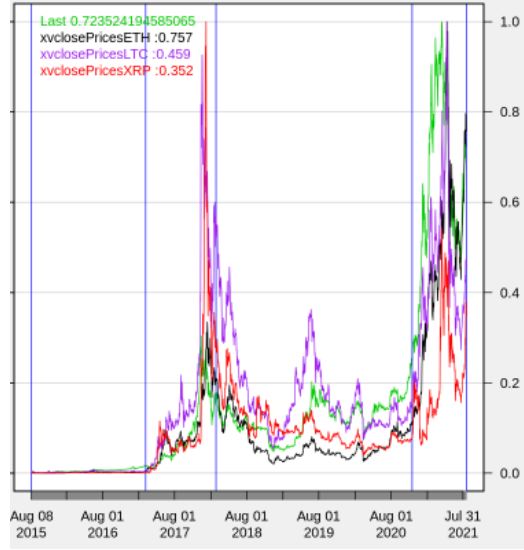 Last 0.723524194585065
xvclosePricesETH :0.757
xvclosePricesLTC :0.459
xvclosePricesXRP :0.352
1.0
0.8
0.6
0.4
0.2
0.0
Aug 08 Aug 01 Aug 01 Aug 01 Aug 01 Aug 01 Jul 31
2015 2016 2017 2018 2019 2020 2021